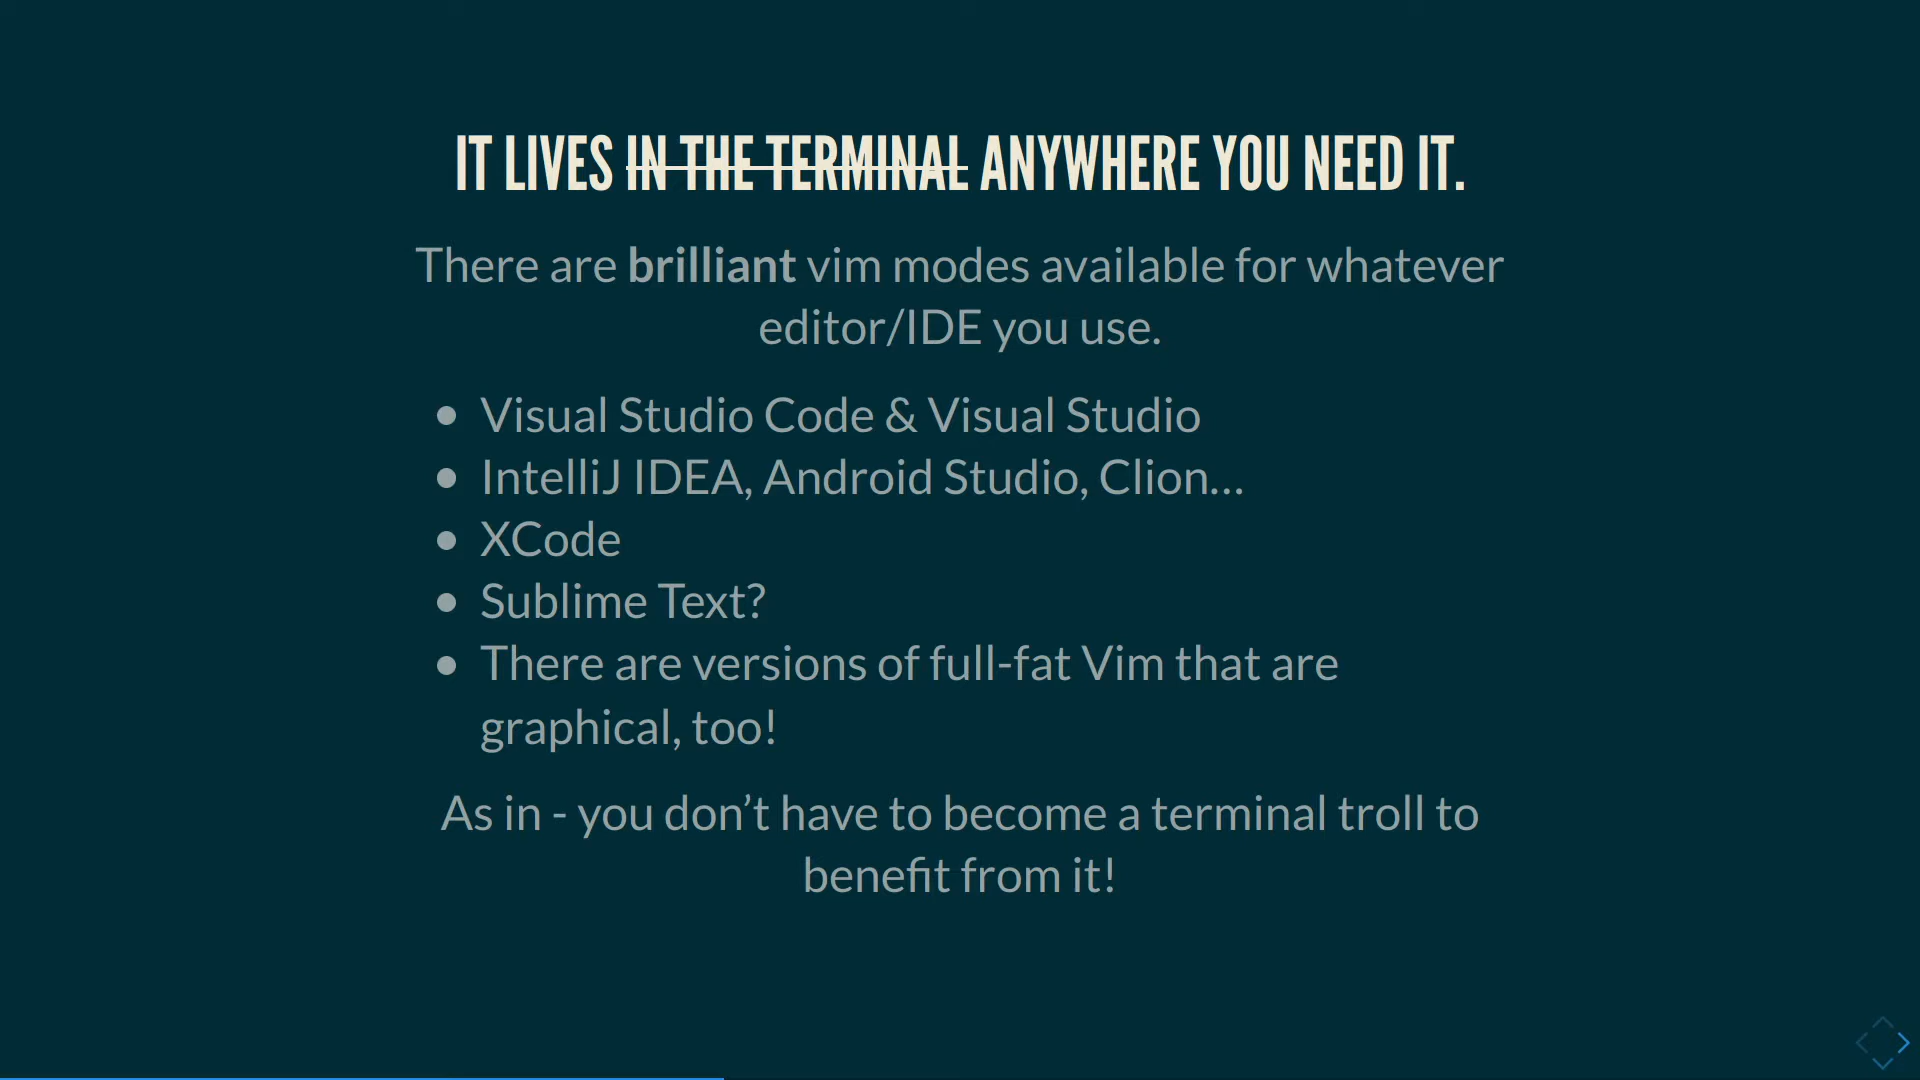 IT LIVES IN THE TERMINAL ANYWHERE YOU NEED IT.
There are brilliant vim modes available for whatever
editor/IDE you use.
Visual Studio Code & Visual Studio
IntelliJ IDEA, Android Studio, Clion…
XCode
Sublime Text?
There are versions of full-fat Vim that are
graphical, too!
As in - you don’t have to become a terminal troll to
benefit from it!